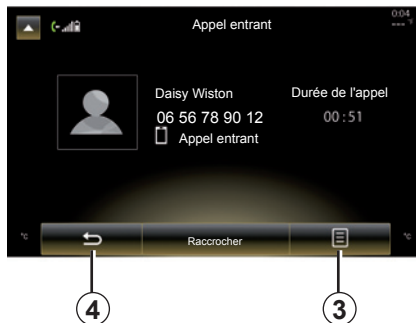 Appel entrant
0:04
--- °F
Daisy Wiston
Durée de l'appel
06 56 78 90 12
00:51
Appel entrant
°C
Raccrocher
°C
4
3